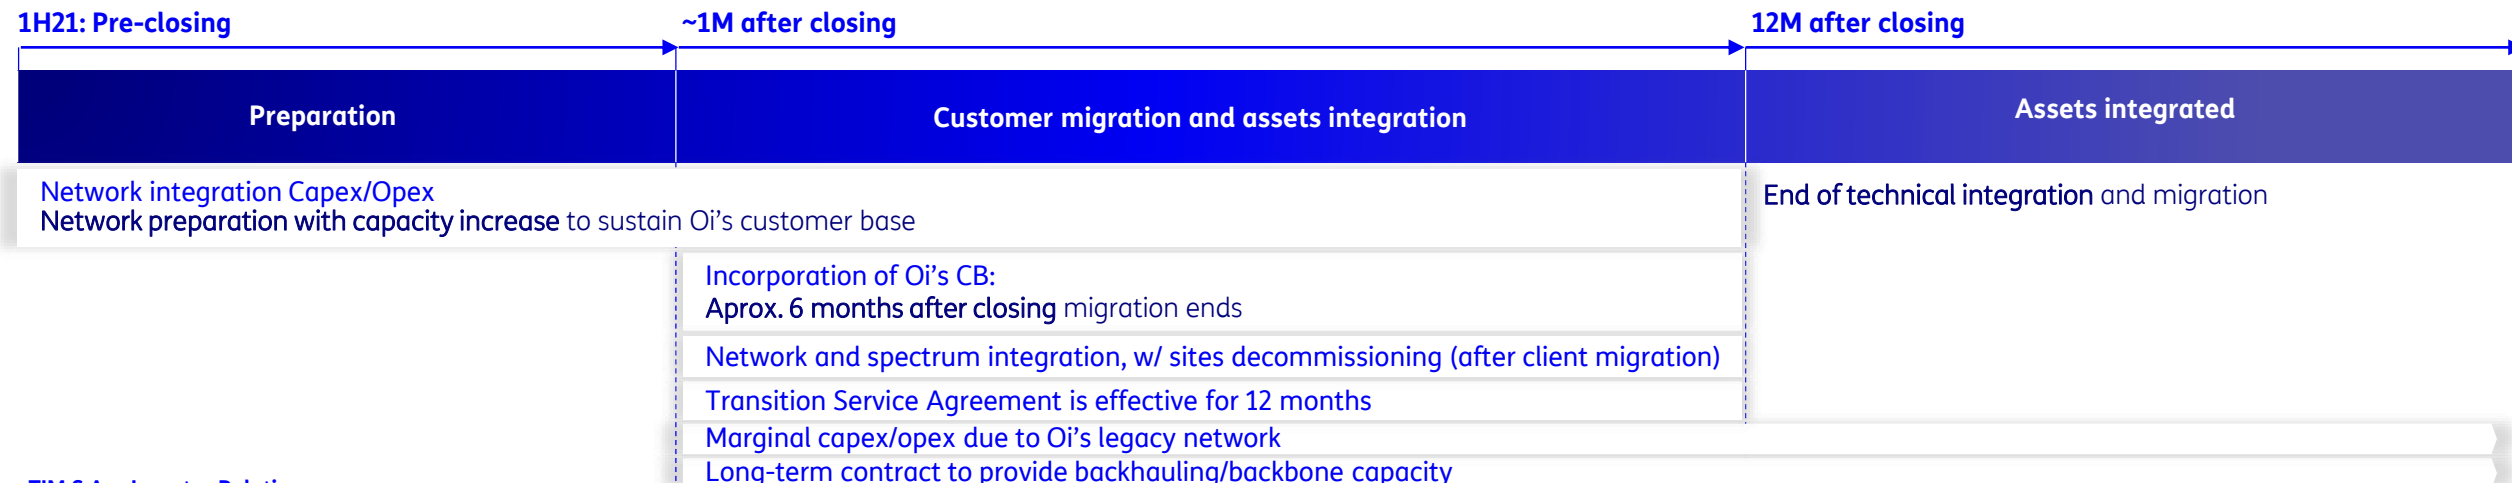 1H21: Pre-closing
~1M after closing
12M after closing
Preparation
Customer migration and assets integration
Assets integrated
Network integration Capex/Opex
Network preparation with capacity increase to sustain Oi's customer base
End of technical integration and migration
Incorporation of Oi's CB:
Aprox. 6 months after closing migration ends
Network and spectrum integration, w/ sites decommissioning (after client migration)
Transition Service Agreement is effective for 12 months
Marginal capex/opex due to Oi's legacy network
Long-term contract to provide backhauling/backbone capacity